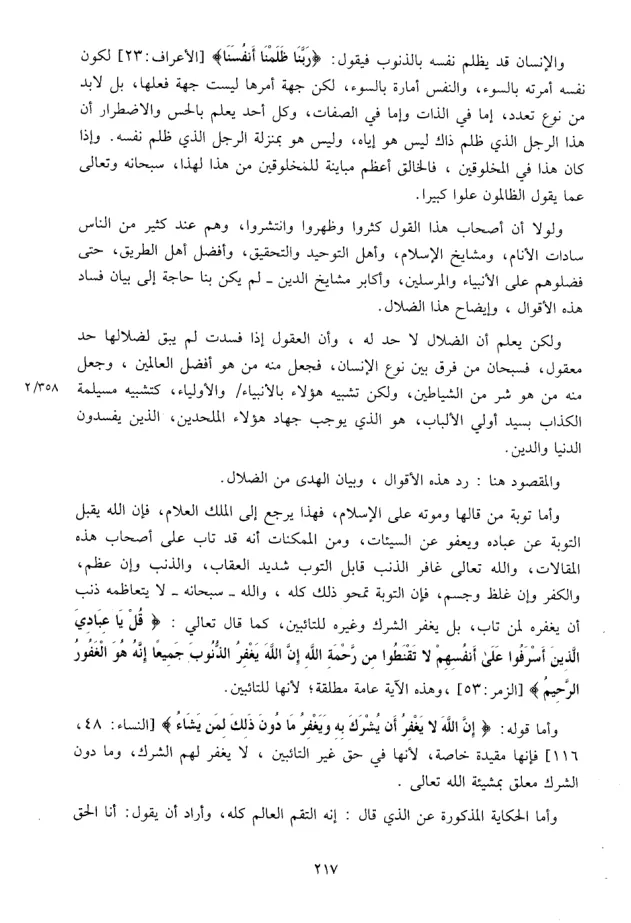 والإنسان قد يظلم نفسه بالذنوب فيقول: ﴿رَبَّنَا ظَلَمْنَا أَنفُسَنَا﴾ [الأعراف:٢٣] لكون
نفسه أمرته بالسوء، والنفس أمارة بالسوء، لكن جهة أمرها ليست جهة فعلها، بل لابد
من نوع تعدد، إما في الذات وإما في الصفات، وكل أحد يعلم بالحس والاضطرار أن
هذا الرجل الذي ظلم ذاك ليس هو إياه، وليس هو بمنزلة الرجل الذي ظلم نفسه. وإذا
كان هذا في المخلوقين ، فالخالق أعظم مباينة للمخلوقين من هذا لهذا، سبحانه وتعالى
عما يقول الظالمون علوا كبيرا.
ولولا أن أصحاب هذا القول كثروا وظهروا وانتشروا، وهم عند كثير من الناس
سادات الأنام، ومشايخ الإسلام، وأهل التوحيد والتحقيق، وأفضل أهل الطريق، حتى
فضلوهم على الأنبياء والمرسلين، وأكابر مشايخ الدين ـ لم يكن بنا حاجة إلى بيان فساد
هذه الأقوال ، وإيضاح هذا الضلال.
ولكن يعلم أن الضلال لا حد له ، وأن العقول إذا فسدت لم يبق لضلالها حد
معقول، فسبحان من فرق بين نوع الإنسان، فجعل منه من هو أفضل العالمين ، وجعل
منه من هو شر من الشياطين، ولكن تشبيه هؤلاء بالأنبياء/ والأولياء، كتشبيه مسيلمة
٢/٣٥٨
الكذاب بسيد أولي الألباب، هو الذي يوجب جهاد هؤلاء الملحدين، الذين يفسدون
الدنيا والدين.
والمقصود هنا : رد هذه الأقوال ، وبيان الهدى من الضلال.
وأما توبة من قالها وموته على الإسلام، فهذا يرجع إلى الملك العلام، فإن الله يقبل
التوبة عن عباده ويعفو عن السيئات، ومن الممكنات أنه قد تاب على أصحاب هذه
المقالات، والله تعالى غافر الذنب قابل التوب شديد العقاب، والذنب وإن عظم،
والكفر وإن غلظ وجسم، فإن التوبة تمحو ذلك كله ، والله ـ سبحانه ـ لا يتعاظمه ذنب
أن يغفره لمن تاب، بل يغفر الشرك وغيره للتائبين، كما قال تعالي : ﴿ قُلْ يَا عِبَادِيَ
الَّذِينَ أَسْرَفُوا عَلَىٰ أَنفُسِهِمْ لا تَقْنَطُوا مِن رَّحْمَةِ اللَّهِ إِنَّ اللَّهَ يَغْفِرُ الذُّنُوبَ جَمِيعًا إِنَّهُ هُوَ الْغَفُورُ
الرَّحِيمُ ﴾ [الزمر:٥٣] ،وهذه الآية عامة مطلقة؛ لأنها للتائبين.
وأما قوله: ﴿ إِنَّ اللَّهَ لا يَغْفِرُ أَن يُشْرَكَ بِهِ وَيَغْفِرُ مَا دُونَ ذَلِكَ لِمَن يَشَاءُ ﴾ [النساء: ٤٨،
١١٦] فإنها مقيدة خاصة، لأنها في حق غير التائبين ، لا يغفر لهم الشرك، وما دون
الشرك معلق بمشيئة الله تعالى .
وأما الحكاية المذكورة عن الذي قال : إنه التقم العالم كله، وأراد أن يقول: أنا الحق
٢١٧